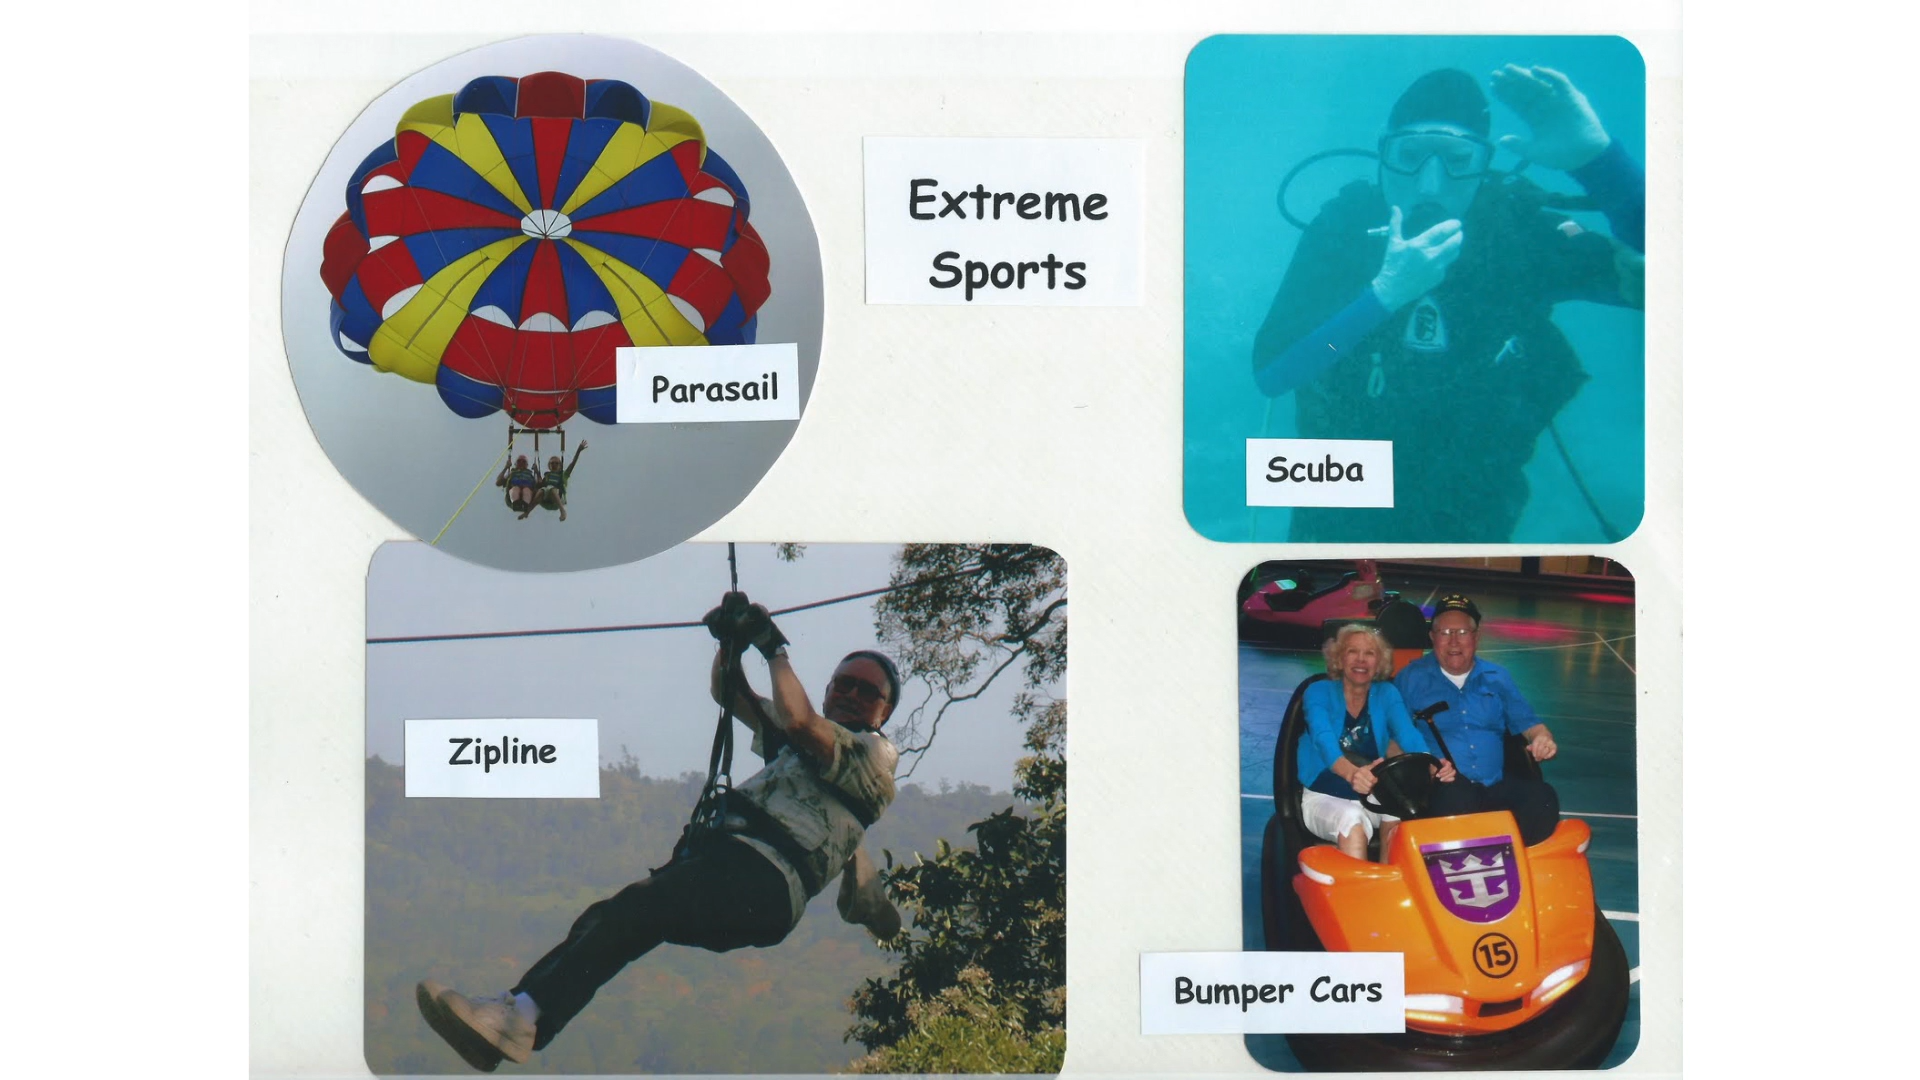 Extreme
Sports
Parasail
Scuba
Zipline
15
Bumper Cars